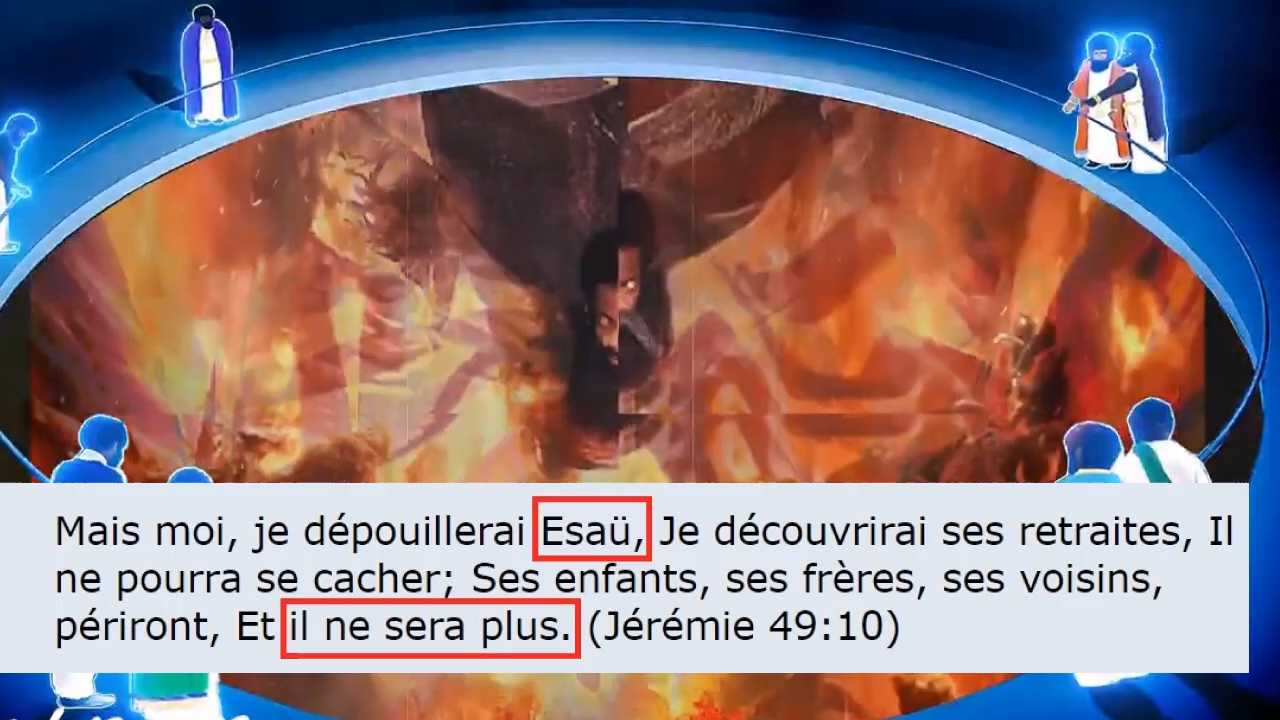 Mais moi, je dépouillerai Esaü, Je découvrirai ses retraites, Il
ne pourra se cacher; Ses enfants, ses frères, ses voisins,
périront, Et il ne sera plus. (Jérémie 49:10)